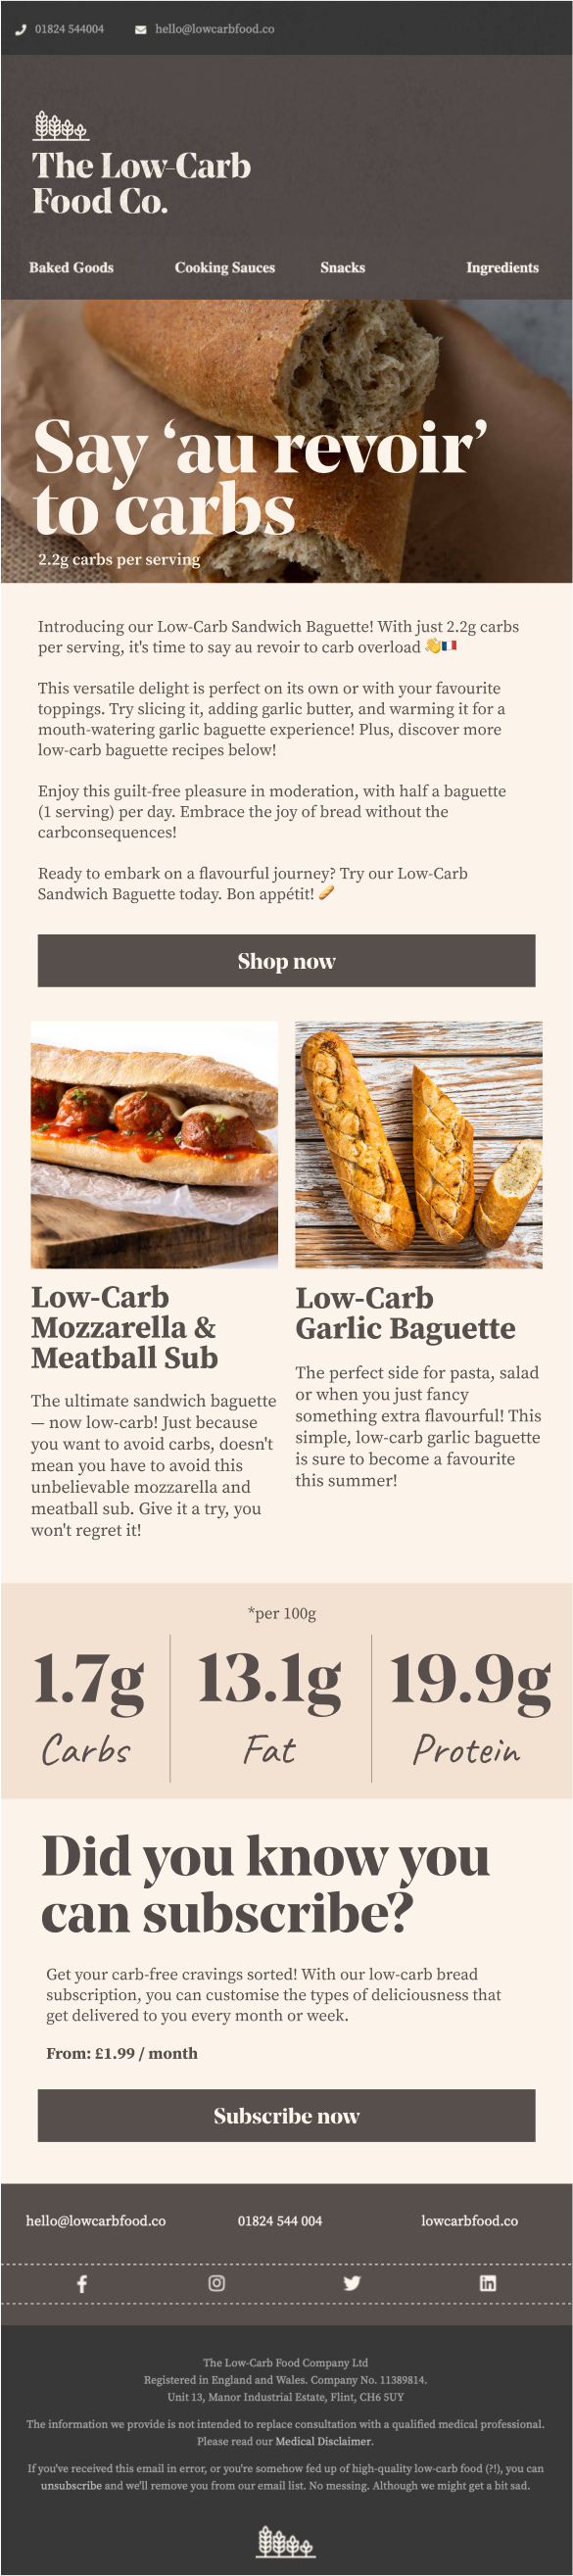 01824 544004 hello@lowcarbfood.co
The Low-Carb
Food Co.
Baked Goods Cooking Sauces Snacks Ingredients
Say ‘au revoir’
to carbs
2.2g carbs per serving
Introducing our Low-Carb Sandwich Baguette! With just 2.2g carbs
per serving, it's time to say au revoir to carb overload 👏🇫🇷
This versatile delight is perfect on its own or with your favourite
toppings. Try slicing it, adding garlic butter, and warming it for a
mouth-watering garlic baguette experience! Plus, discover more
low-carb baguette recipes below!
Enjoy this guilt-free pleasure in moderation, with half a baguette
(1 serving) per day. Embrace the joy of bread without the
carbconsequences!
Ready to embark on a flavourful journey? Try our Low-Carb
Sandwich Baguette today. Bon appétit! 🥖
Shop now
Low-Carb
Mozzarella &
Meatball Sub
The ultimate sandwich baguette
— now low-carb! Just because
you want to avoid carbs, doesn't
mean you have to avoid this
unbelievable mozzarella and
meatball sub. Give it a try, you
won't regret it!
Low-Carb
Garlic Baguette
The perfect side for pasta, salad
or when you just fancy
something extra flavourful! This
simple, low-carb garlic baguette
is sure to become a favourite
this summer!
*per 100g
1.7g 13.1g 19.9g
Carbs Fat Protein
Did you know you
can subscribe?
Get your carb-free cravings sorted! With our low-carb bread
subscription, you can customise the types of deliciousness that
get delivered to you every month or week.
From: £1.99 / month
Subscribe now
hello@lowcarbfood.co 01824 544 004 lowcarbfood.co
The Low-Carb Food Company Ltd
Registered in England and Wales. Company No. 11389814.
Unit 13, Manor Industrial Estate, Flint, CH6 5UY
The information we provide is not intended to replace consultation with a qualified medical professional.
Please read our Medical Disclaimer.
If you've received this email in error, or you're somehow fed up of high-quality low-carb food (?!), you can
unsubscribe and we'll remove you from our email list. No messing. Although we might get a bit sad.